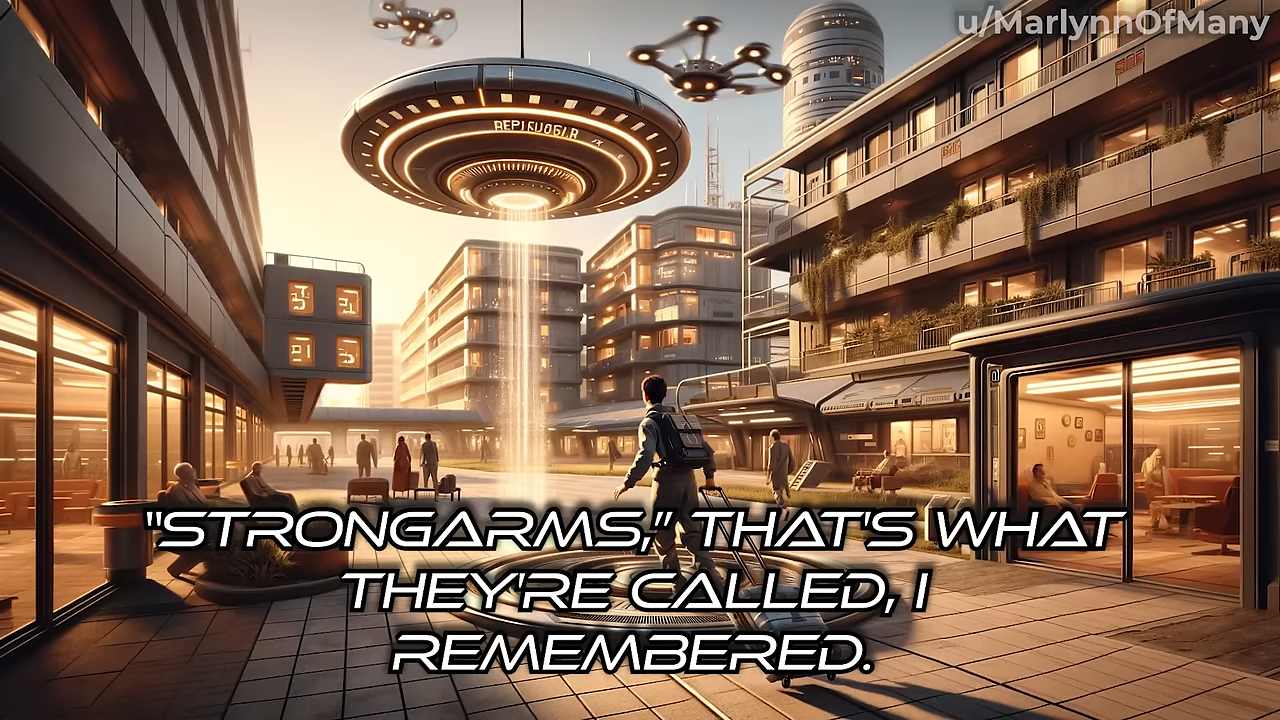 u/MarlynnOfMany
“STRONGARMS,” THAT'S WHAT
THEY'RE CALLED, I
REMEMBERED.